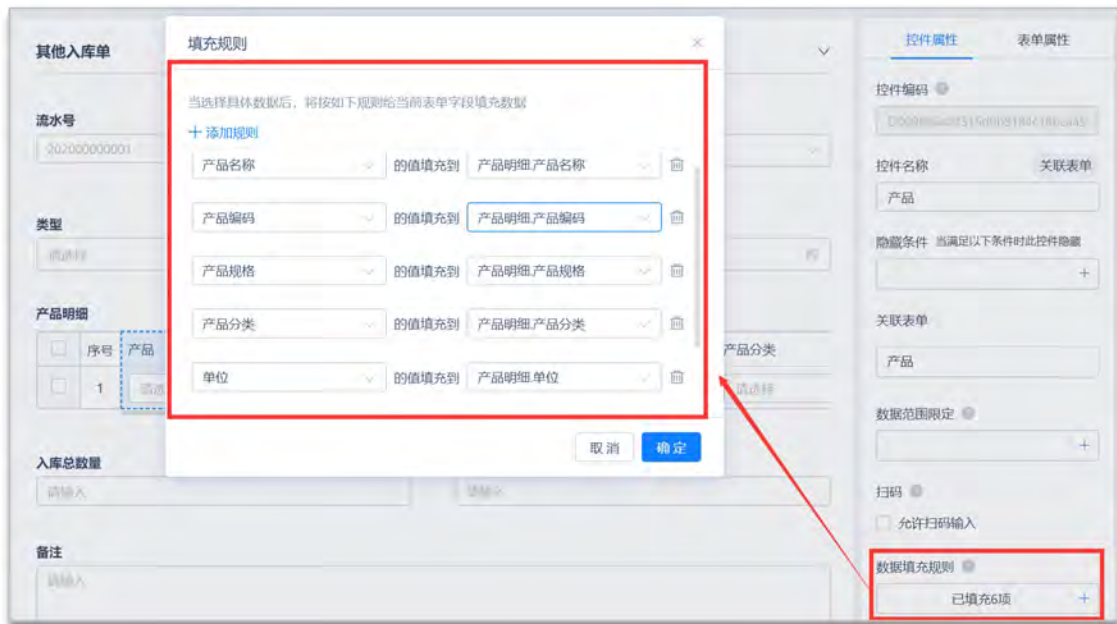 其他入库单
流水号
202000000001
类型
请选择
产品明细
序号 产品
产品分类
1
请选择
入库总数量
请输入
请输入
备注
请输入
填充规则
当选择具体数据后，将按如下规则给当前表单字段填充数据
添加规则
产品名称 的值填充到 产品明细.产品名称
产品编码 的值填充到 产品明细.产品编码
产品规格 的值填充到 产品明细.产品规格
产品分类 的值填充到 产品明细.产品分类
单位 的值填充到 产品明细.单位
取消 确定
控件属性 表单属性
控件编码
控件名称 关联表单
产品
隐藏条件 当满足以下条件时此控件隐藏
关联表单
产品
数据范围限定
扫码
允许扫码输入
数据填充规则
已填充6项